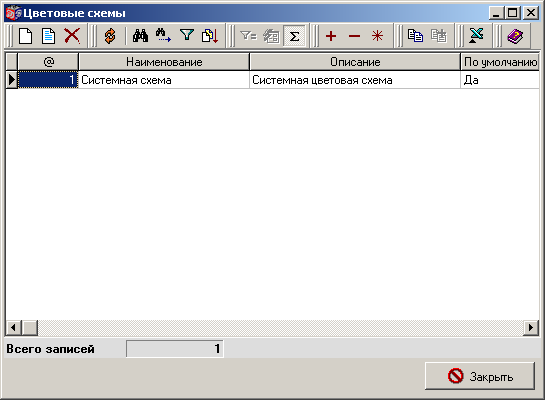 Цветовые схемы
@ Наименование Описание По умолчанию
1 Системная схема Системная цветовая схема Да
Всего записей 1
Закрыть